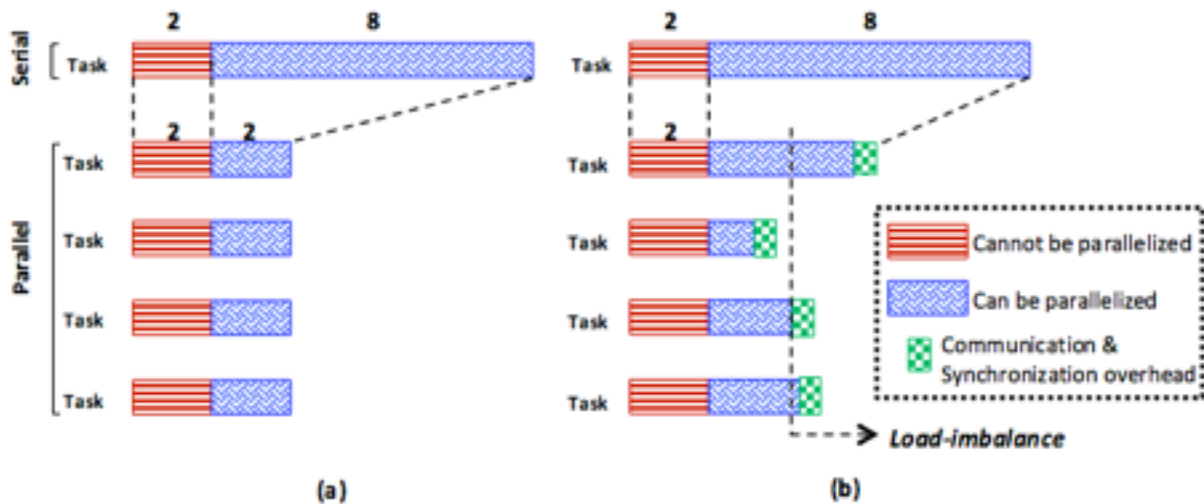 2 8
Serial
Task
2 2
Parallel
Task
Task
Task
Task
(a)
2 8
Task
2
Task
Task
Task
Task
Load-imbalance
(b)
Cannot be parallelized
Can be parallelized
Communication &
Synchronization overhead